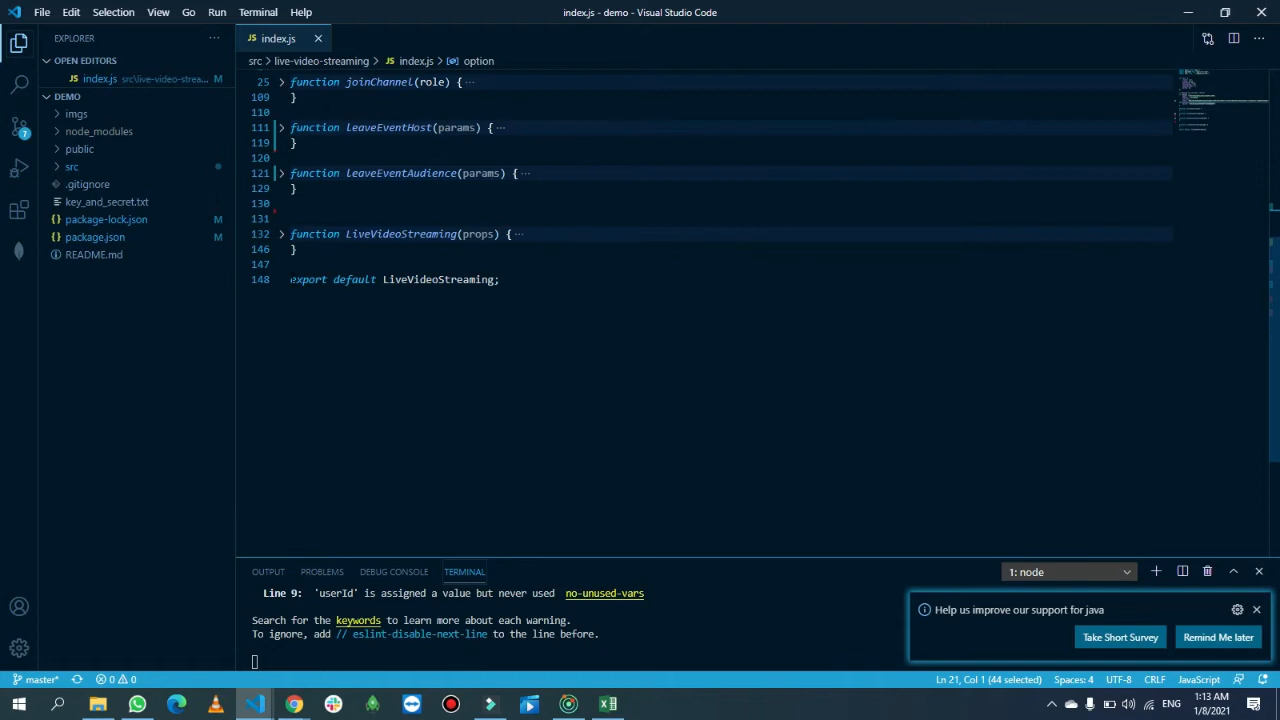 File Edit Selection View Go Run Terminal Help
index.js - demo - Visual Studio Code
EXPLORER
JS index.js
OPEN EDITORS
JS index.js src\live-video-strea... M
src > live-video-streaming > JS index.js > option
DEMO
imgs
node_modules
public
src
.gitignore
key_and_secret.txt
package-lock.json M
package.json M
README.md
7
25 function joinChannel(role) {
109 }
110
111 function leaveEventHost(params) {
119 }
120
121 function leaveEventAudience(params) {
129 }
130
131
132 function LiveVideoStreaming(props) {
146 }
147
148 export default LiveVideoStreaming;
OUTPUT PROBLEMS DEBUG CONSOLE TERMINAL
1: node
Line 9: 'userId' is assigned a value but never used no-unused-vars
Search for the keywords to learn more about each warning.
To ignore, add // eslint-disable-next-line to the line before.
Help us improve our support for java
Take Short Survey Remind Me later
master* 0 0
Ln 21, Col 1 (44 selected) Spaces: 4 UTF-8 CRLF JavaScript
ENG
1:13 AM
1/8/2021